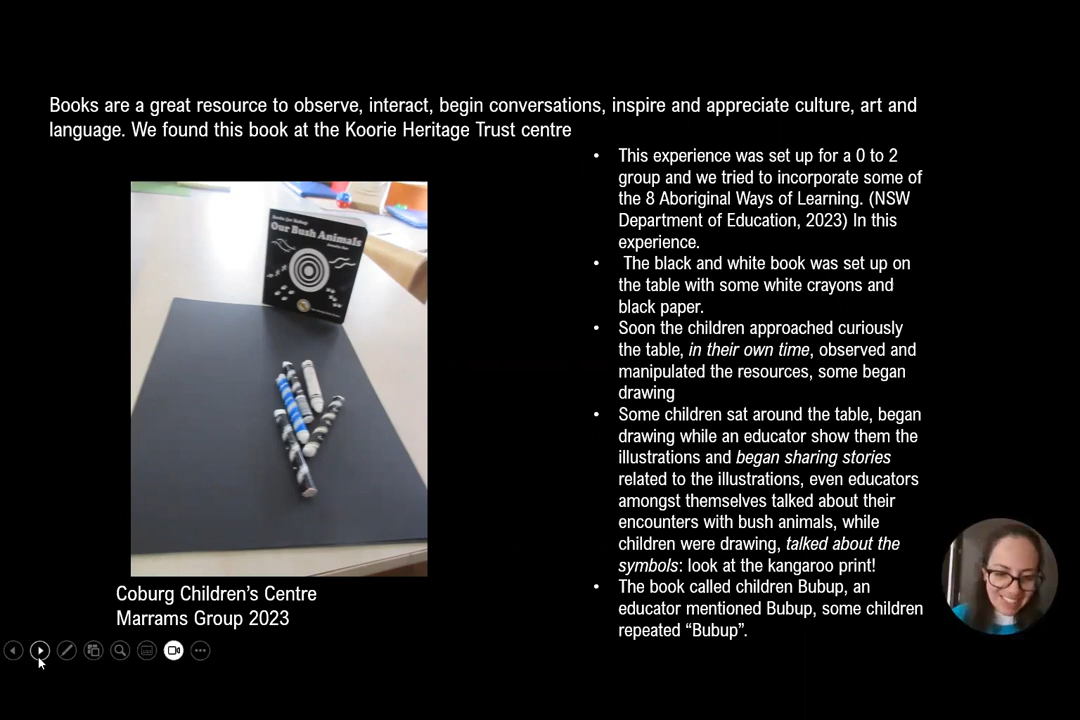 Books are a great resource to observe, interact, begin conversations, inspire and appreciate culture, art and
language. We found this book at the Koorie Heritage Trust centre
• This experience was set up for a 0 to 2
group and we tried to incorporate some of
the 8 Aboriginal Ways of Learning. (NSW
Department of Education, 2023) In this
experience.
• The black and white book was set up on
the table with some white crayons and
black paper.
• Soon the children approached curiously
the table, in their own time, observed and
manipulated the resources, some began
drawing
• Some children sat around the table, began
drawing while an educator show them the
illustrations and began sharing stories
related to the illustrations, even educators
amongst themselves talked about their
encounters with bush animals, while
children were drawing, talked about the
symbols: look at the kangaroo print!
• The book called children Bubup, an
educator mentioned Bubup, some children
repeated “Bubup”.
Our Bush Animals
Coburg Children’s Centre
Marrams Group 2023